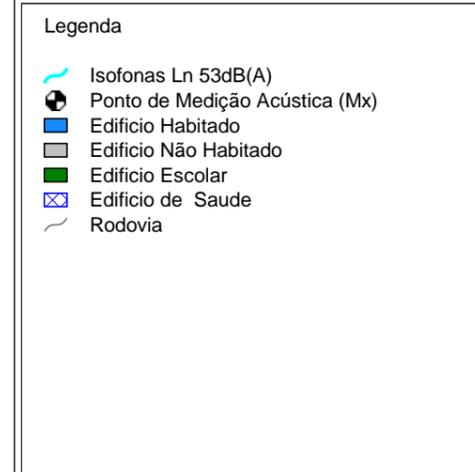 Legenda
Isofonas Ln 53dB(A)
Ponto de Medição Acústica (Mx)
Edificio Habitado
Edificio Não Habitado
Edificio Escolar
Edificio de  Saude
Rodovia